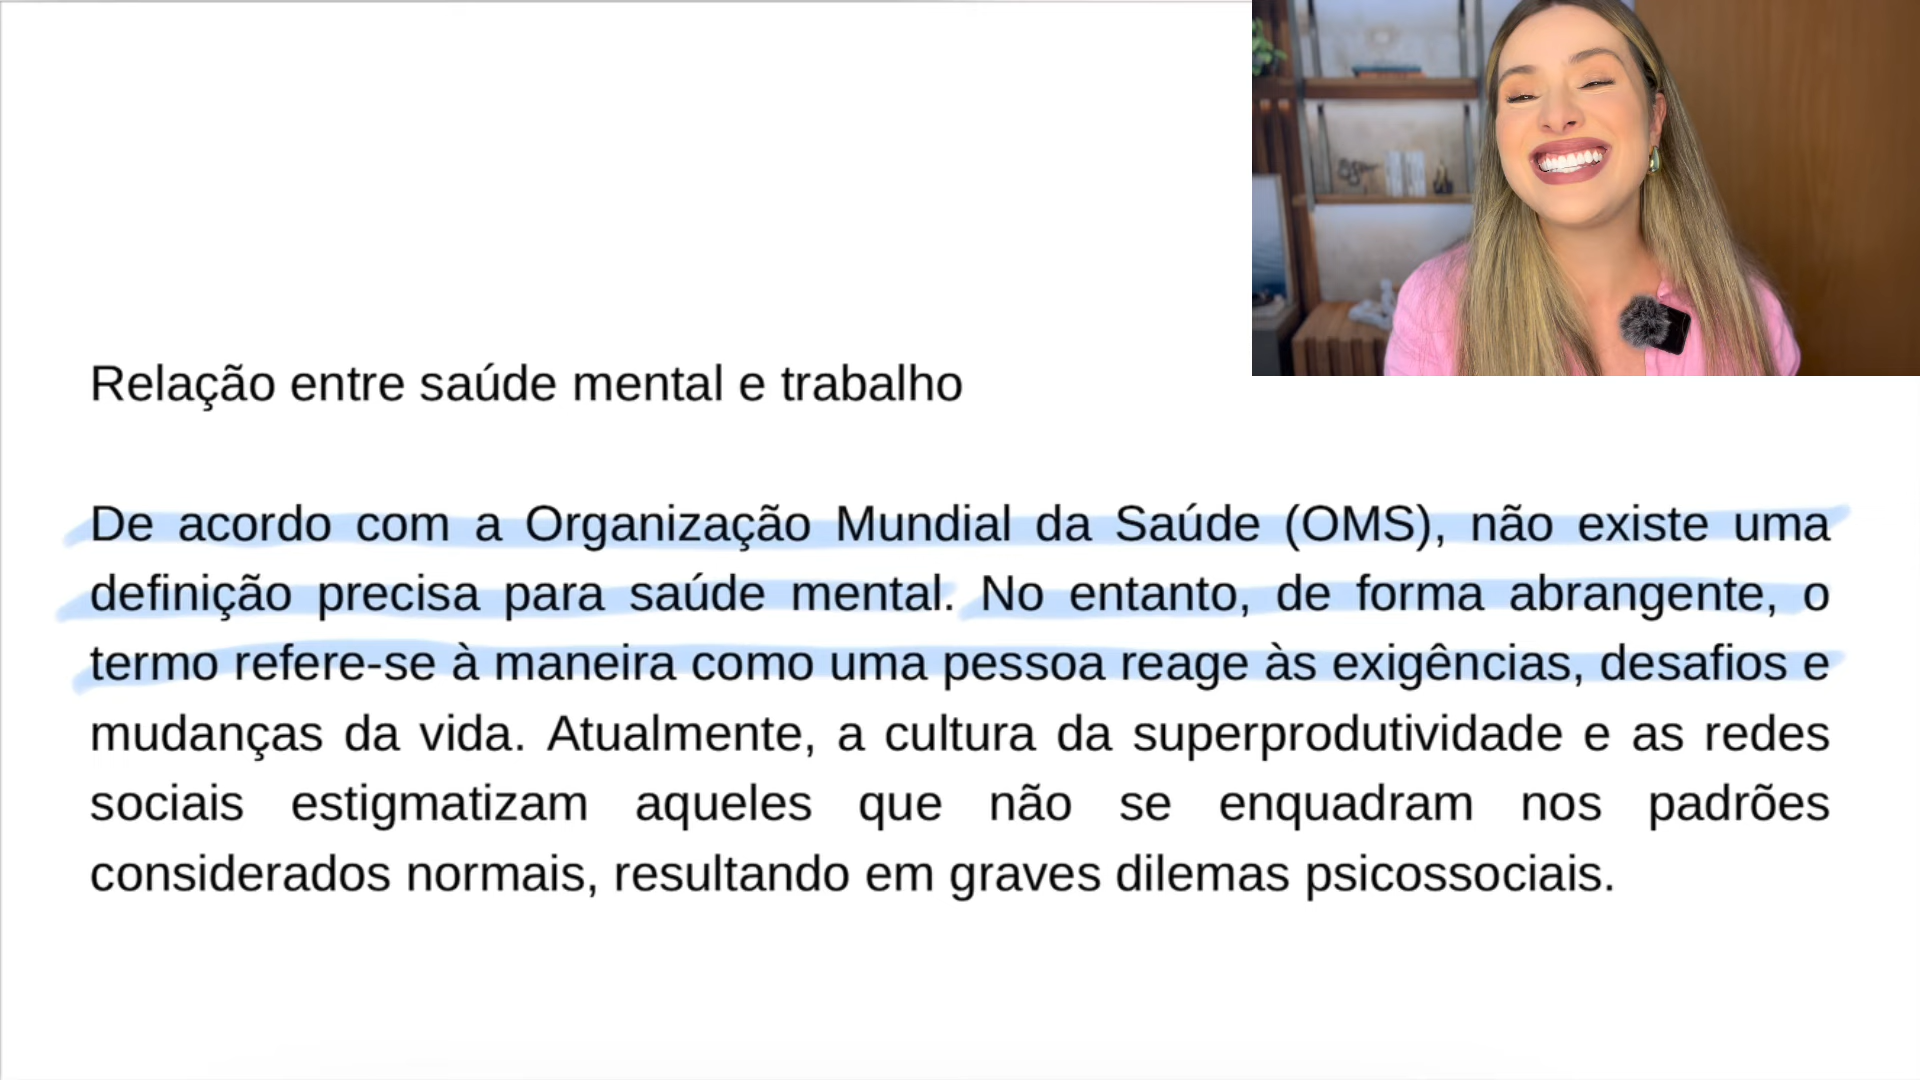 Relação entre saúde mental e trabalho
De acordo com a Organização Mundial da Saúde (OMS), não existe uma
definição precisa para saúde mental. No entanto, de forma abrangente, o
termo refere-se à maneira como uma pessoa reage às exigências, desafios e
mudanças da vida. Atualmente, a cultura da superprodutividade e as redes
sociais estigmatizam aqueles que não se enquadram nos padrões
considerados normais, resultando em graves dilemas psicossociais.